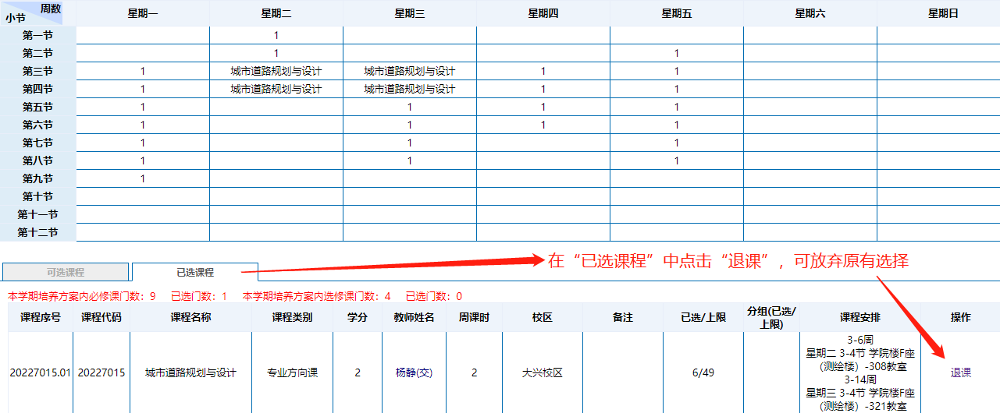 周数
小节
星期一 星期二 星期三 星期四 星期五 星期六 星期日
第一节 1
第二节 1 1
第三节 1 城市道路规划与设计 城市道路规划与设计 1 1
第四节 1 城市道路规划与设计 城市道路规划与设计 1 1
第五节 1 1 1 1
第六节 1 1 1 1
第七节 1 1 1
第八节 1 1 1
第九节 1
第十节
第十一节
第十二节
在“已选课程”中点击“退课”，可放弃原有选择
可选课程 已选课程
本学期培养方案内必修课门数：9 已选门数：1 本学期培养方案内选修课门数：4 已选门数：0
课程序号 课程代码 课程名称 课程类别 学分 教师姓名 周课时 校区 备注 已选/上限 分组(已选/
上限) 课程安排 操作
20227015.01 20227015 城市道路规划与设计 专业方向课 2 杨静(交) 2 大兴校区 6/49
3-6周
星期二 3-4节 学院楼F座
（测绘楼）-308教室
3-14周
星期三 3-4节 学院楼F座
（测绘楼）-321教室
退课